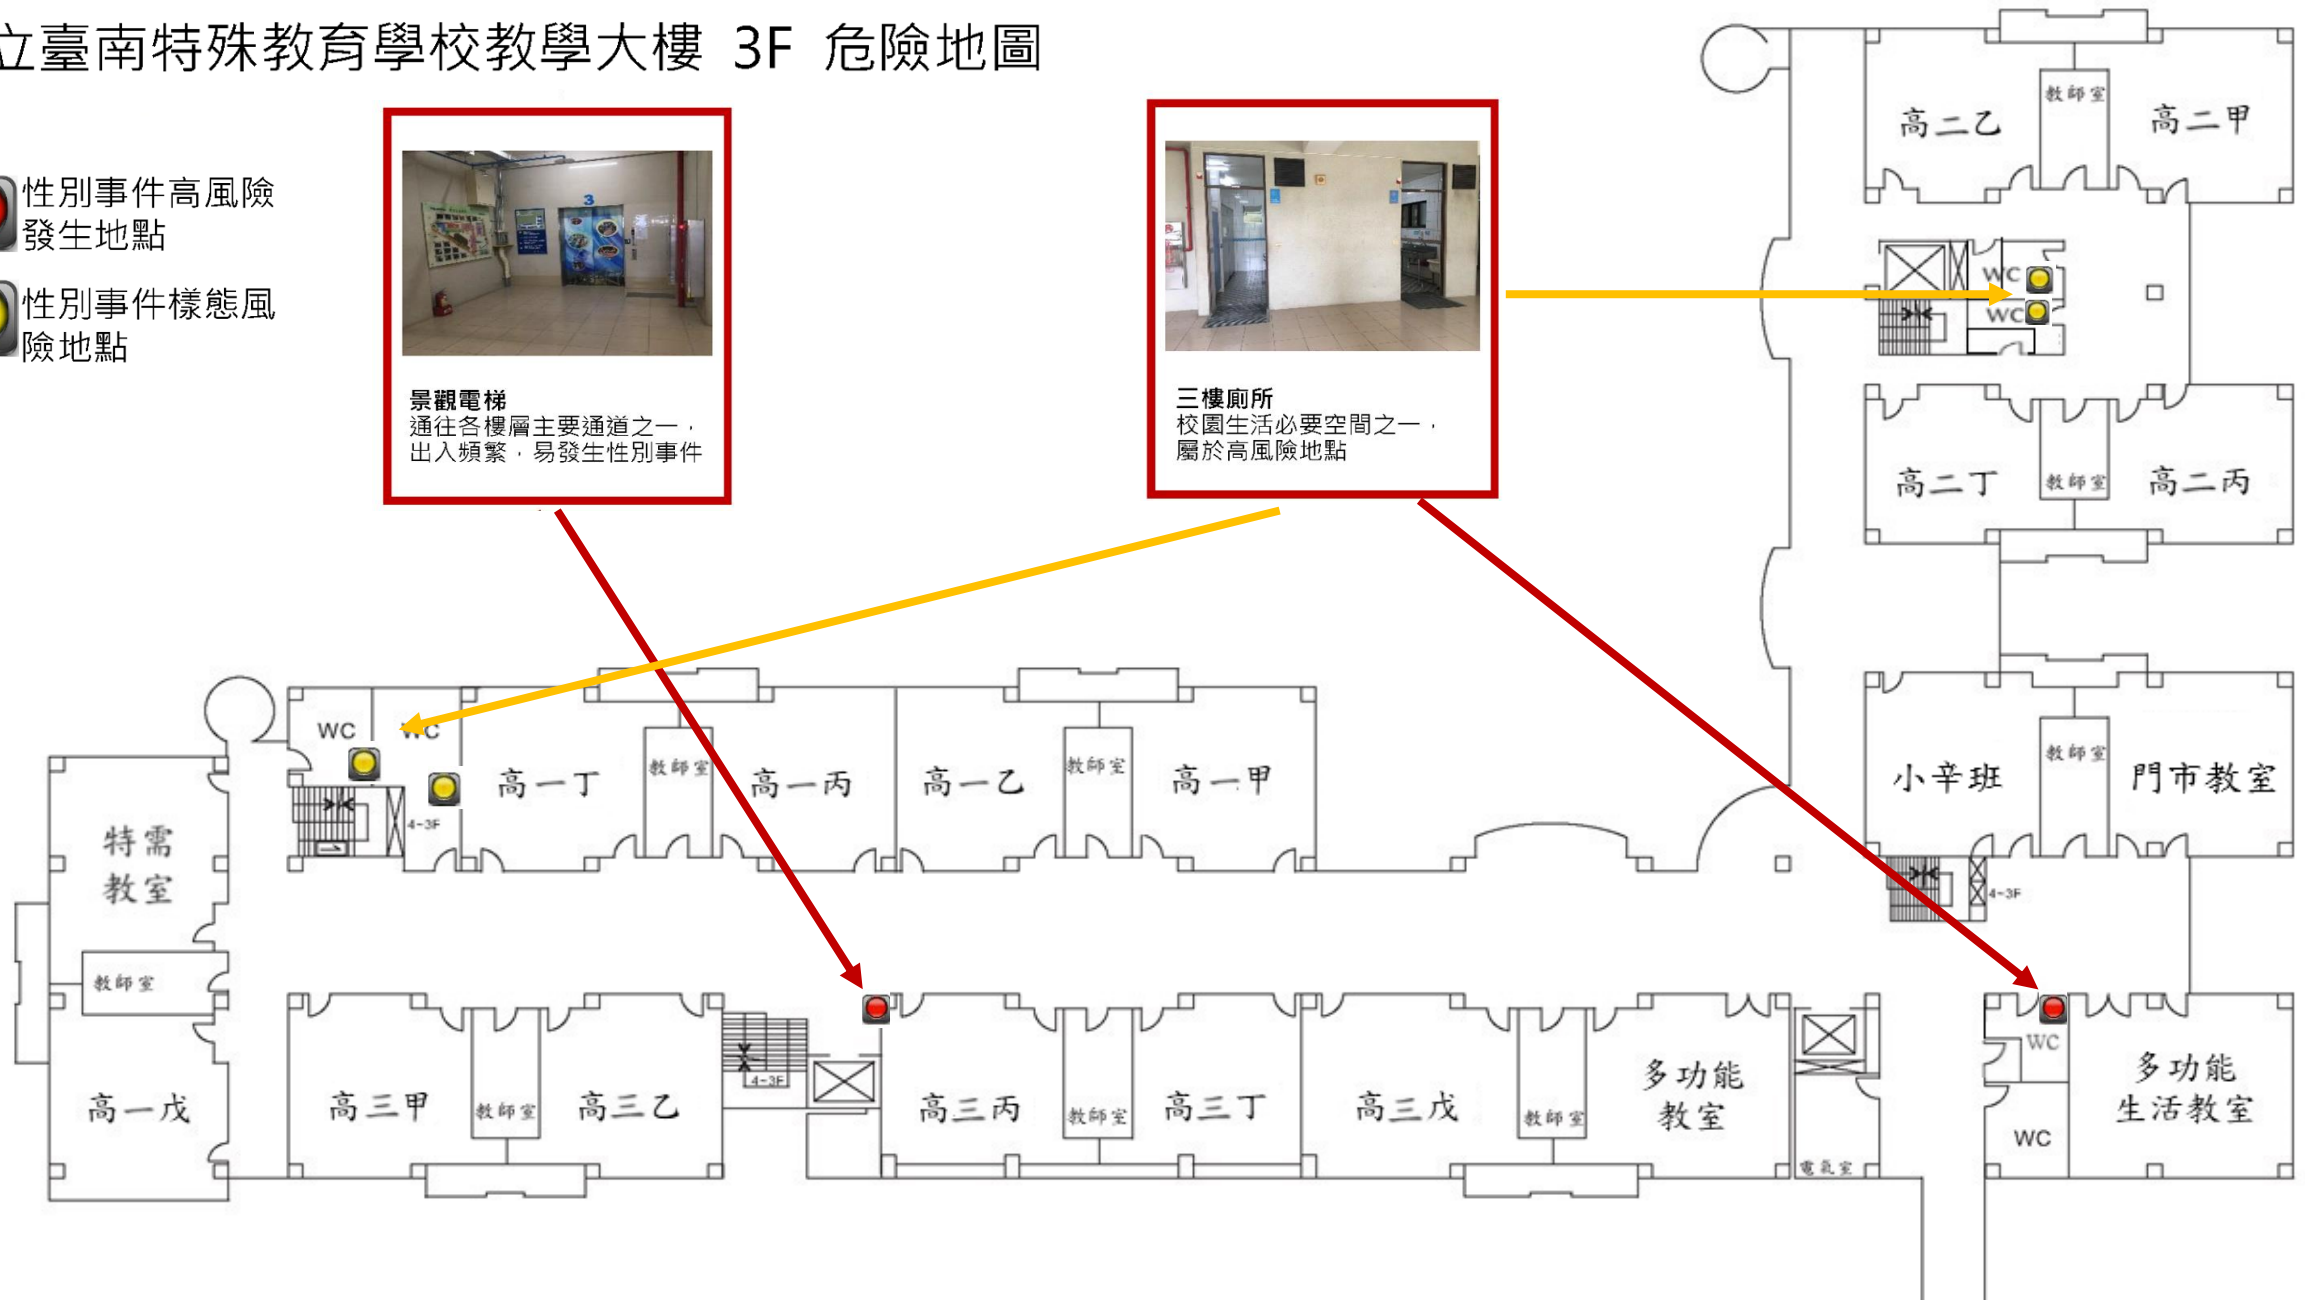 立臺南特殊教育學校教學大樓 3F 危險地圖
性別事件高風險
發生地點
性別事件樣態風
險地點
3
景觀電梯
通往各樓層主要通道之一，
出入頻繁，易發生性別事件
三樓廁所
校園生活必要空間之一，
屬於高風險地點
高二乙
教師室
高二甲
WC
WC
高二丁
教師室
高二丙
WC
WC
4-3F
高一丁
教師室
高一丙
高一乙
教師室
高一甲
小辛班
教師室
門市教室
4-3F
特需
教室
教師室
高一戊
高三甲
教師室
高三乙
4-3F
高三丙
教師室
高三丁
高三戊
教師室
多功能
教室
電氣室
WC
WC
多功能
生活教室